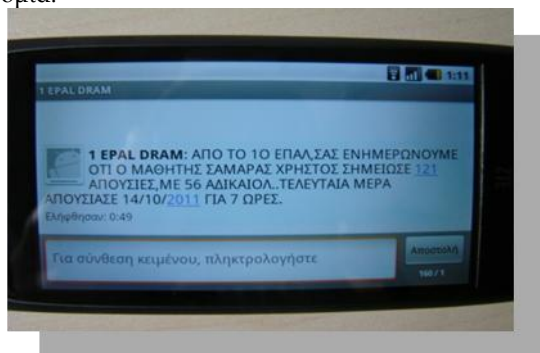 1:11
1 EPAL DRAM
1 EPAL DRAM: ΑΠΟ ΤΟ 1Ο ΕΠΑΛ,ΣΑΣ ΕΝΗΜΕΡΩΝΟΥΜΕ
ΟΤΙ Ο ΜΑΘΗΤΗΣ ΣΑΜΑΡΑΣ ΧΡΗΣΤΟΣ ΣΗΜΕΙΩΣΕ 121
ΑΠΟΥΣΙΕΣ,ΜΕ 56 ΑΔΙΚΑΙΟΛ..ΤΕΛΕΥΤΑΙΑ ΜΕΡΑ
ΑΠΟΥΣΙΑΣΕ 14/10/2011 ΓΙΑ 7 ΩΡΕΣ.
Ελήφθησαν: 0:49
Για σύνθεση κειμένου, πληκτρολογήστε
Αποστολή
160 / 1